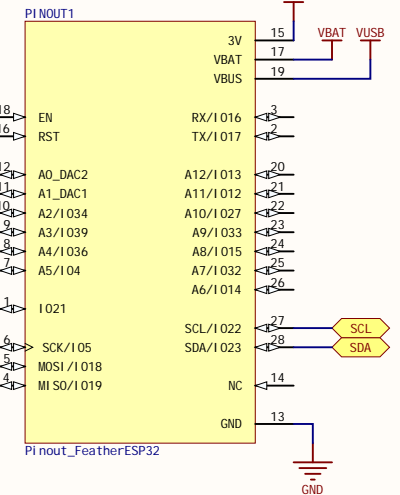 PINOUT1
3V 15
VBAT 17 VBAT
VBUS 19 VUSB
18 EN RX/IO16 3
16 RST TX/IO17 2
12 A0_DAC2 A12/IO13 20
11 A1_DAC1 A11/IO12 21
10 A2/IO34 A10/IO27 22
9 A3/IO39 A9/IO33 23
8 A4/IO36 A8/IO15 24
7 A5/IO4 A7/IO32 25
A6/IO14 26
1 IO21
SCL/IO22 27 SCL
6 SCK/IO5 SDA/IO23 28 SDA
5 MOSI/IO18
4 MISO/IO19 NC 14
GND 13
Pinout_FeatherESP32
GND